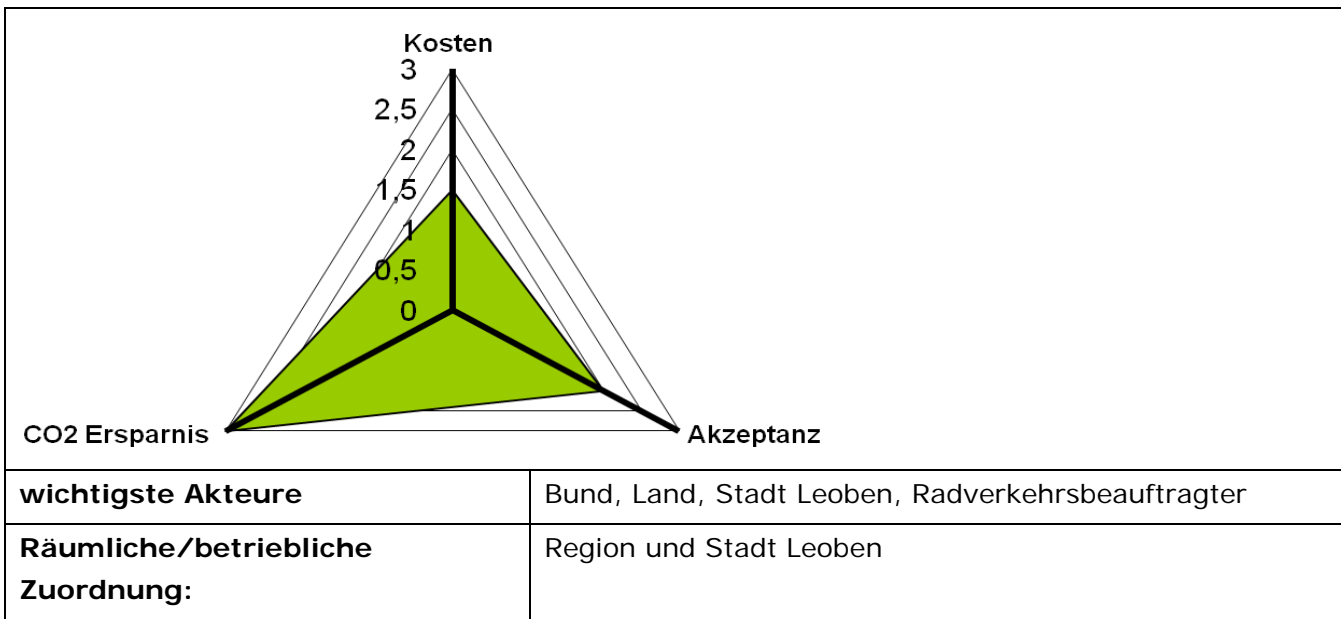 Kosten
3
2,5
2
1,5
1
0,5
0
CO2 Ersparnis
Akzeptanz
wichtigste Akteure
Bund, Land, Stadt Leoben, Radverkehrsbeauftragter
Räumliche/betriebliche
Zuordnung:
Region und Stadt Leoben